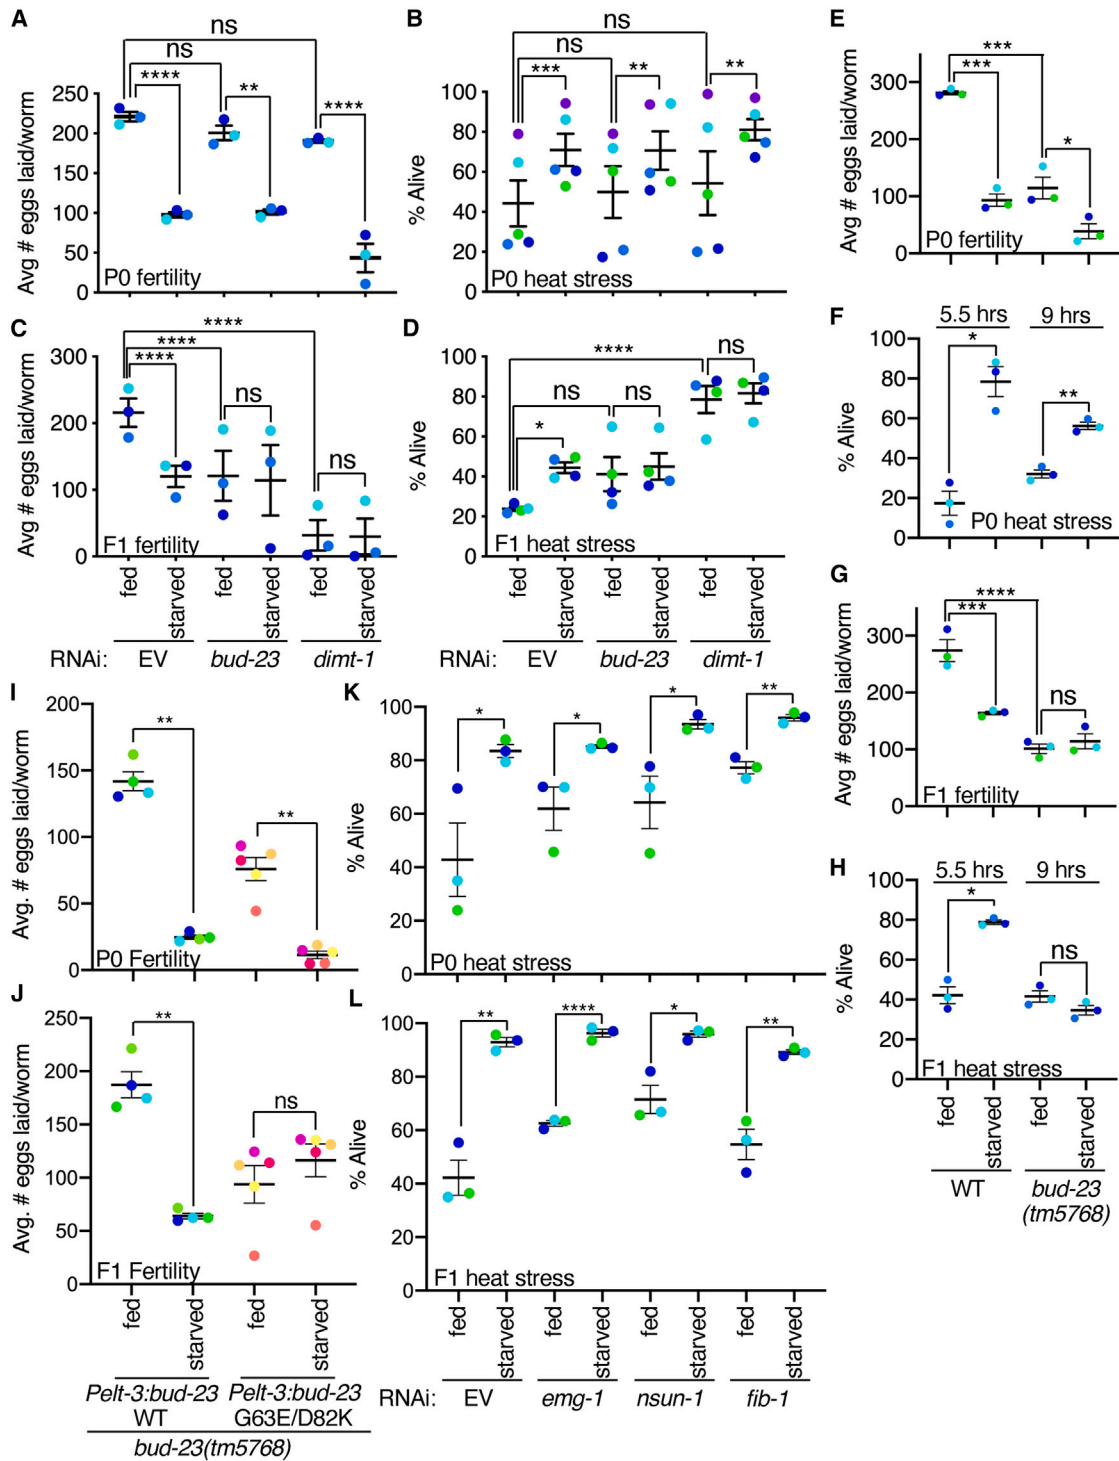 A
ns
ns
****
**
****
Avg # eggs laid/worm
250
200
150
100
50
0
P0 fertility
B
ns
ns
***
**
**
% Alive
100
80
60
40
20
0
P0 heat stress
C
****
****
****
ns
ns
Avg # eggs laid/worm
300
200
100
0
F1 fertility
fed
starved
fed
starved
fed
starved
RNAi:
EV
bud-23
dimt-1
D
****
ns
ns
ns
*
% Alive
100
80
60
40
20
0
F1 heat stress
fed
starved
fed
starved
fed
starved
RNAi:
EV
bud-23
dimt-1
E
***
***
*
Avg # eggs laid/worm
300
200
100
0
P0 fertility
F
5.5 hrs
9 hrs
*
**
% Alive
100
80
60
40
20
0
P0 heat stress
G
****
***
ns
Avg # eggs laid/worm
300
200
100
0
F1 fertility
H
5.5 hrs
9 hrs
*
ns
% Alive
100
80
60
40
20
0
F1 heat stress
fed
starved
fed
starved
WT
bud-23
(tm5768)
I
**
**
Avg. # eggs laid/worm
200
150
100
50
0
P0 Fertility
J
**
ns
Avg. # eggs laid/worm
250
200
150
100
50
0
F1 Fertility
fed
starved
fed
starved
Pelt-3:bud-23
WT
Pelt-3:bud-23
G63E/D82K
bud-23(tm5768)
K
*
*
*
**
% Alive
100
80
60
40
20
0
P0 heat stress
L
**
****
*
**
% Alive
100
80
60
40
20
0
F1 heat stress
fed
starved
fed
starved
fed
starved
fed
starved
RNAi:
EV
emg-1
nsun-1
fib-1